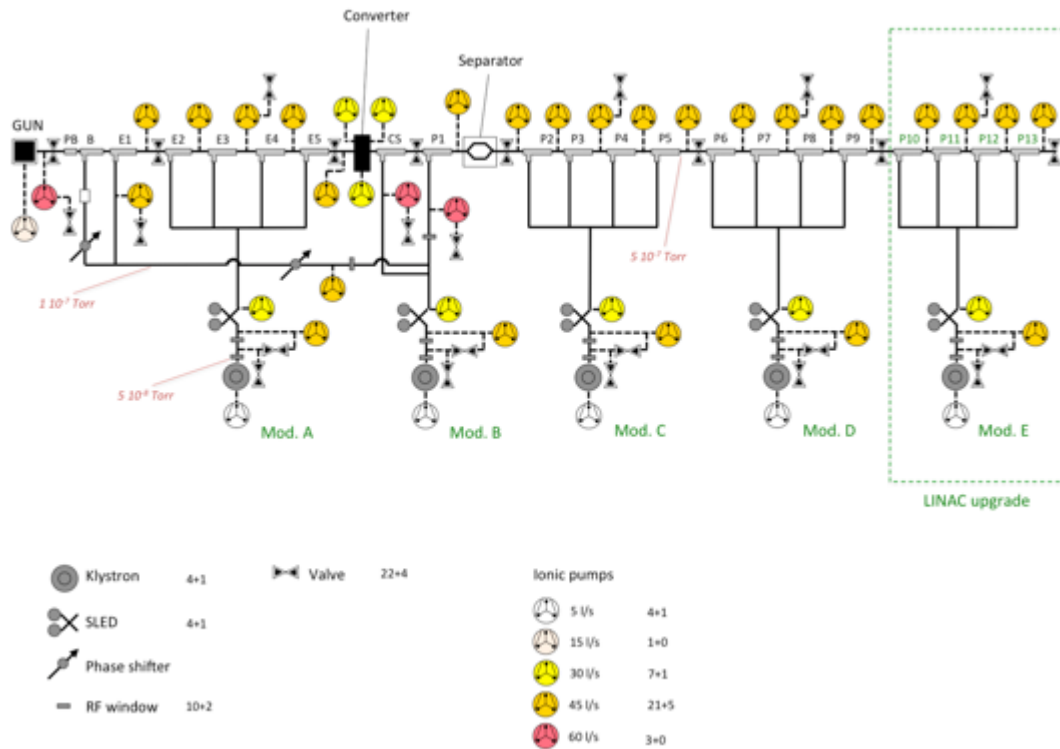 Converter
Separator
GUN
PB B E1 E2 E3 E4 E5 CS P1 P2 P3 P4 P5 P6 P7 P8 P9 P10 P11 P12 P13
1 10⁻⁷ Torr
5 10⁻⁷ Torr
5 10⁻⁸ Torr
Mod. A
Mod. B
Mod. C
Mod. D
Mod. E
LINAC upgrade
Klystron 4+1
Valve 22+4
SLED 4+1
Phase shifter
RF window 10+2
Ionic pumps
5 l/s 4+1
15 l/s 1+0
30 l/s 7+1
45 l/s 21+5
60 l/s 3+0